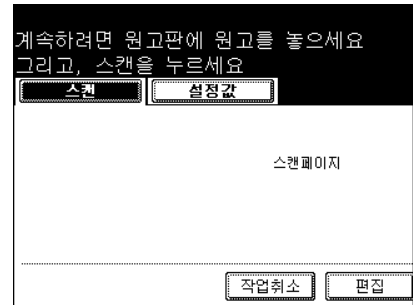 계속하려면 원고판에 원고를 놓으세요
그리고, 스캔을 누르세요
스캔 설정값
스캔페이지
작업취소 편집